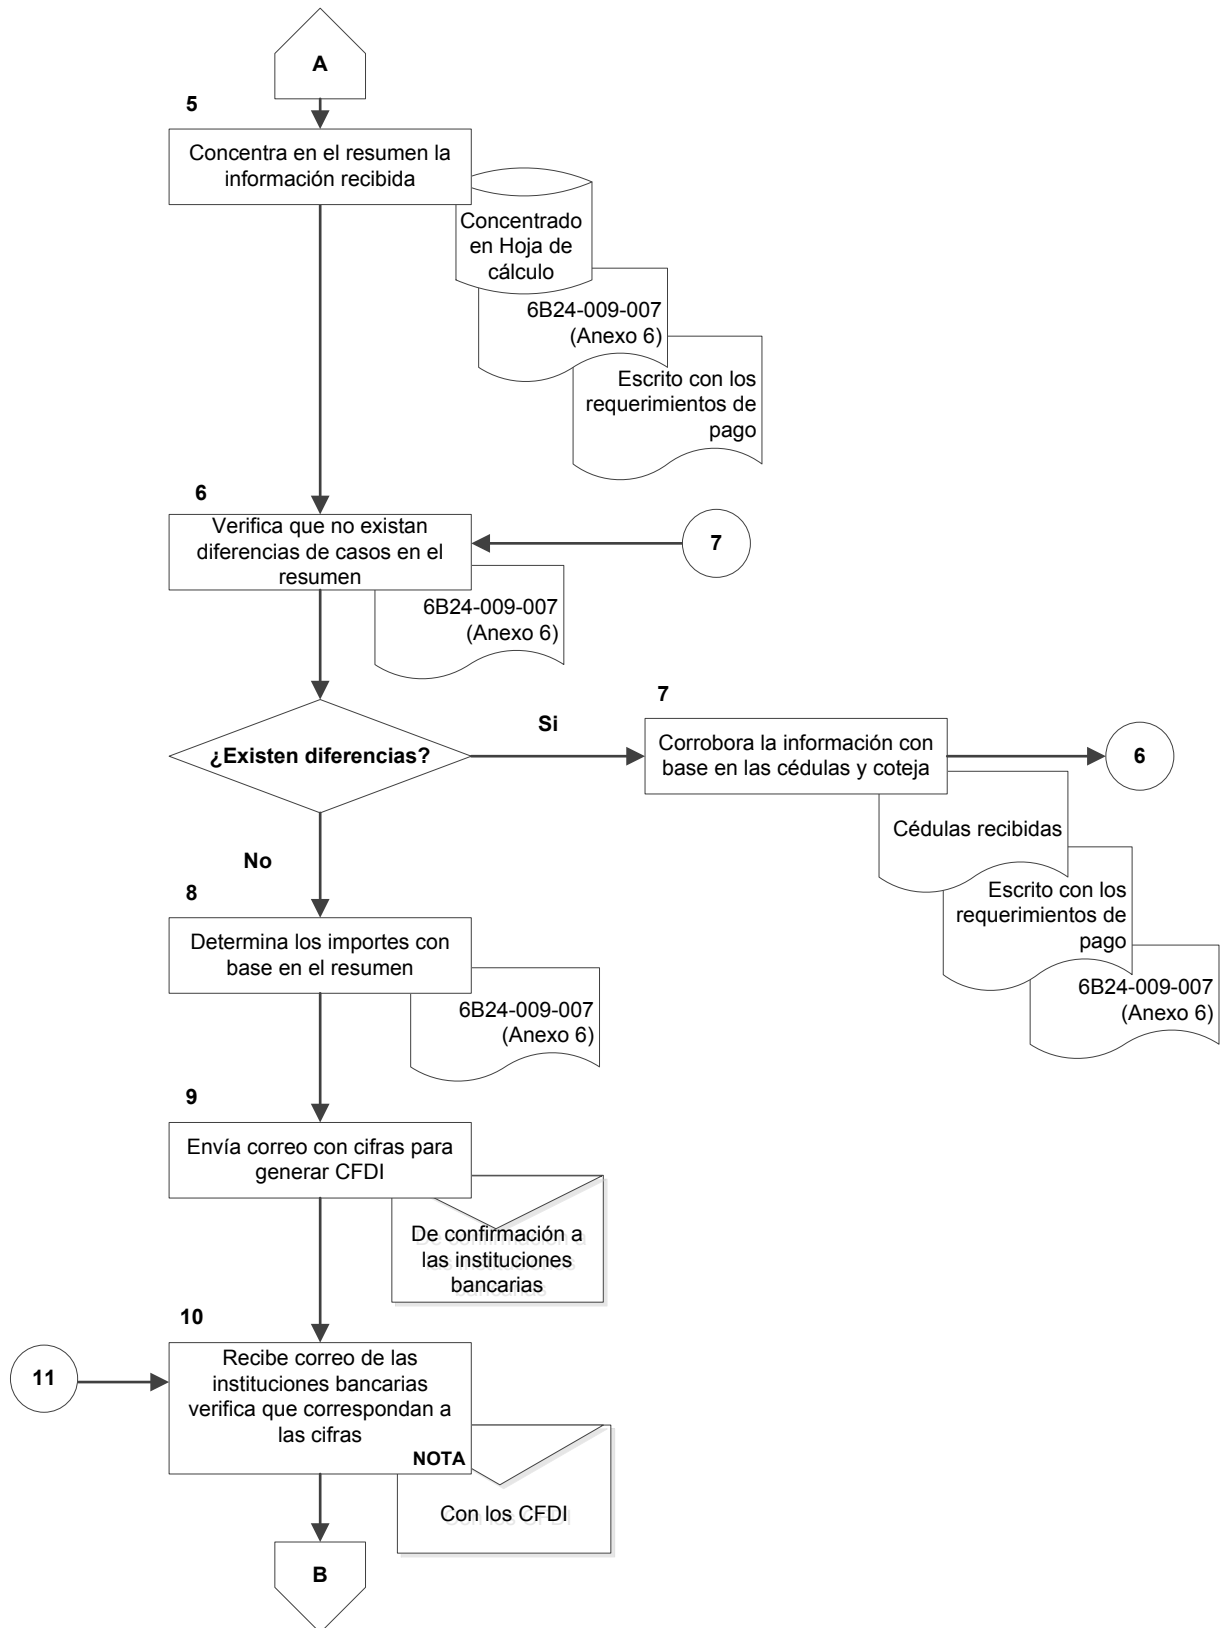 A
5
Concentra en el resumen la
información recibida
Concentrado
en Hoja de
cálculo
6B24-009-007
(Anexo 6)
Escrito con los
requerimientos de
pago
6
Verifica que no existan
diferencias de casos en el
resumen
7
6B24-009-007
(Anexo 6)
¿Existen diferencias?
Si
7
Corrobora la información con
base en las cédulas y coteja
6
Cédulas recibidas
Escrito con los
requerimientos de
pago
6B24-009-007
(Anexo 6)
No
8
Determina los importes con
base en el resumen
6B24-009-007
(Anexo 6)
9
Envía correo con cifras para
generar CFDI
De confirmación a
las instituciones
bancarias
10
11
Recibe correo de las
instituciones bancarias
verifica que correspondan a
las cifras
NOTA
Con los CFDI
B